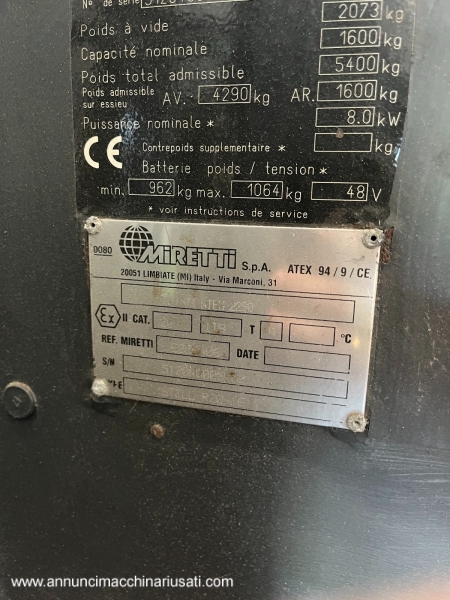 N° de série
Poids à vide 2073 kg
Capacité nominale 1600 kg
Poids total admissible 5400 kg
Poids admissible sur essieu AV. 4290 kg AR. 1600 kg
Puissance nominale * 8.0 kW
Contrepoids supplementaire * kg
CE Batterie poids / tension *
min. 962 kg max. 1064 kg 48 V
* voir instructions de service
0080 MIRETTI S.p.A. ATEX 94/9/CE
20051 LIMBIATE (MI) Italy - Via Marconi, 31
Ex II CAT. T °C
REF. MIRETTI DATE
S/N
www.annuncimacchinariusati.com